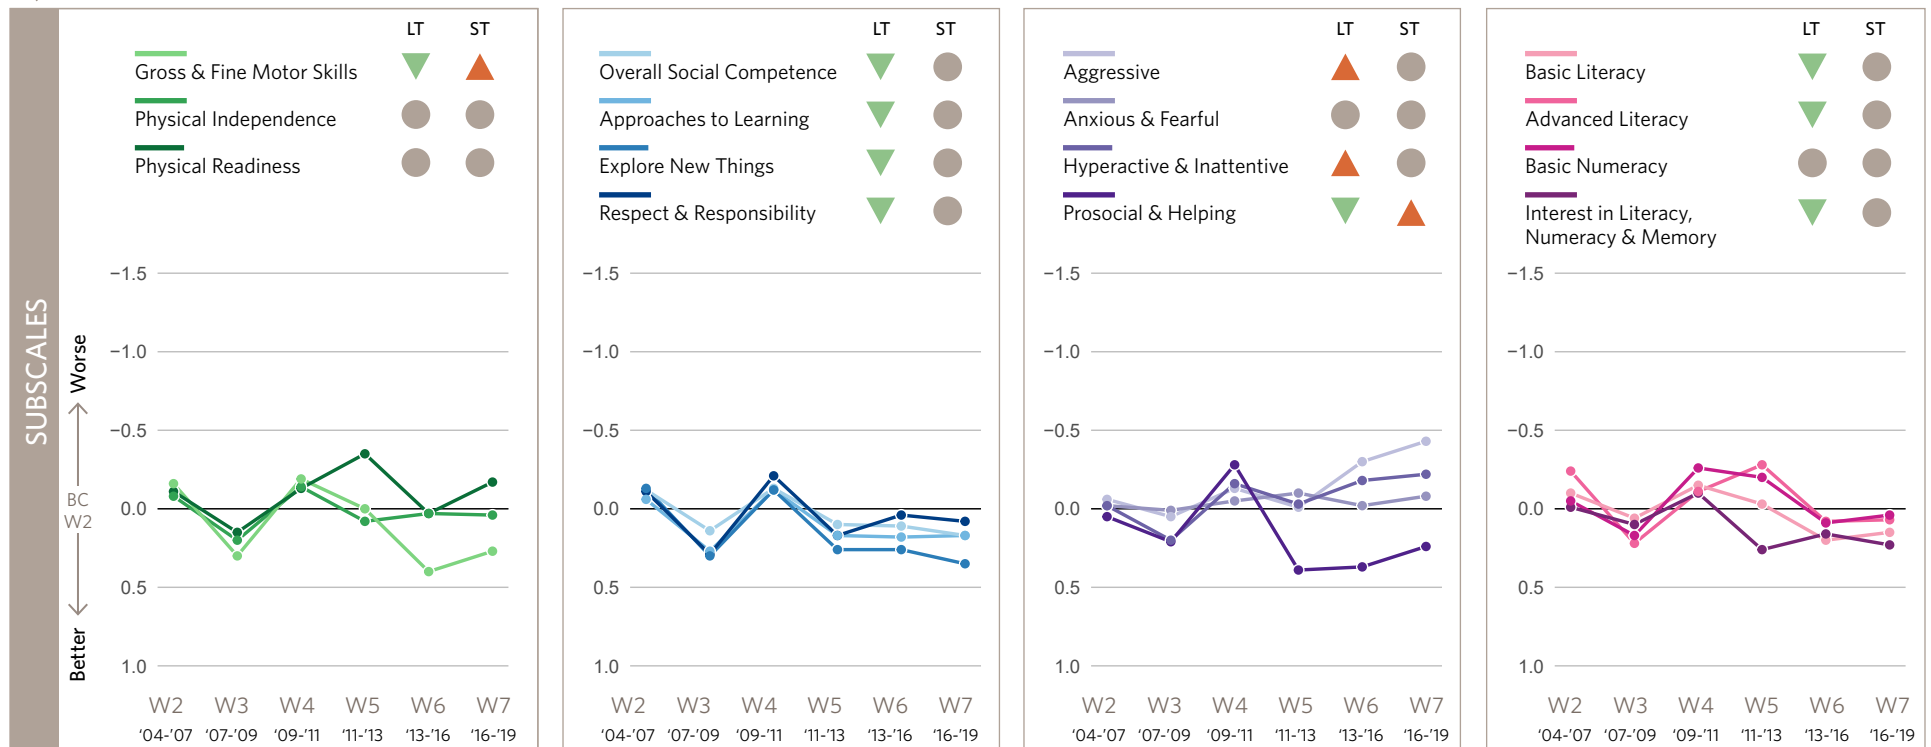 SUBSCALES
Worse
BC
W2
Better
LT ST
Gross & Fine Motor Skills
Physical Independence
Physical Readiness
−1.5
−1.0
−0.5
0.0
0.5
1.0
W2 W3 W4 W5 W6 W7
‘04-’07 ‘07-’09 ‘09-’11 ‘11-’13 ‘13-’16 ‘16-’19
LT ST
Overall Social Competence
Approaches to Learning
Explore New Things
Respect & Responsibility
−1.5
−1.0
−0.5
0.0
0.5
1.0
W2 W3 W4 W5 W6 W7
‘04-’07 ‘07-’09 ‘09-’11 ‘11-’13 ‘13-’16 ‘16-’19
LT ST
Aggressive
Anxious & Fearful
Hyperactive & Inattentive
Prosocial & Helping
−1.5
−1.0
−0.5
0.0
0.5
1.0
W2 W3 W4 W5 W6 W7
‘04-’07 ‘07-’09 ‘09-’11 ‘11-’13 ‘13-’16 ‘16-’19
LT ST
Basic Literacy
Advanced Literacy
Basic Numeracy
Interest in Literacy,
Numeracy & Memory
−1.5
−1.0
−0.5
0.0
0.5
1.0
W2 W3 W4 W5 W6 W7
‘04-’07 ‘07-’09 ‘09-’11 ‘11-’13 ‘13-’16 ‘16-’19